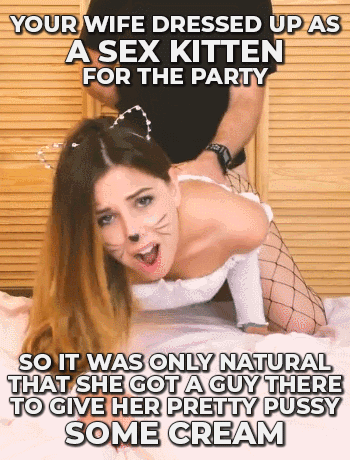 YOUR WIFE DRESSED UP AS
A SEX KITTEN
FOR THE PARTY
SO IT WAS ONLY NATURAL
THAT SHE GOT A GUY THERE
TO GIVE HER PRETTY PUSSY
SOME CREAM